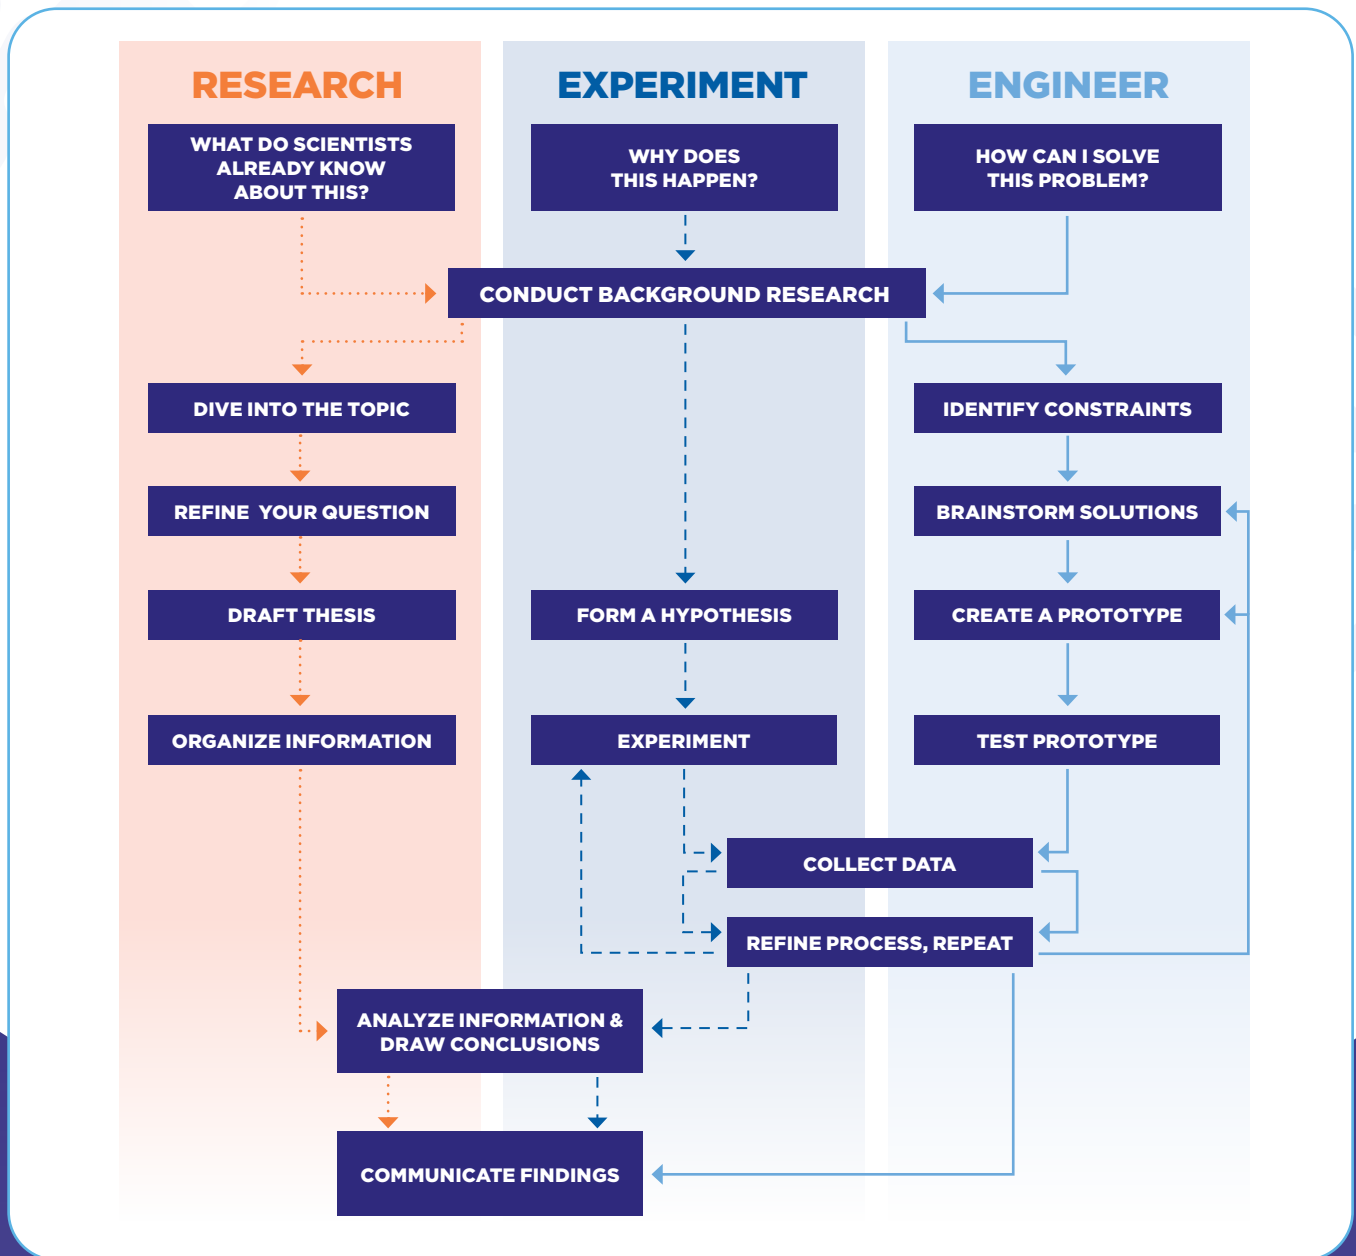 RESEARCH
EXPERIMENT
ENGINEER
WHAT DO SCIENTISTS
ALREADY KNOW
ABOUT THIS?
WHY DOES
THIS HAPPEN?
HOW CAN I SOLVE
THIS PROBLEM?
CONDUCT BACKGROUND RESEARCH
DIVE INTO THE TOPIC
IDENTIFY CONSTRAINTS
REFINE YOUR QUESTION
BRAINSTORM SOLUTIONS
DRAFT THESIS
FORM A HYPOTHESIS
CREATE A PROTOTYPE
ORGANIZE INFORMATION
EXPERIMENT
TEST PROTOTYPE
COLLECT DATA
REFINE PROCESS, REPEAT
ANALYZE INFORMATION &
DRAW CONCLUSIONS
COMMUNICATE FINDINGS